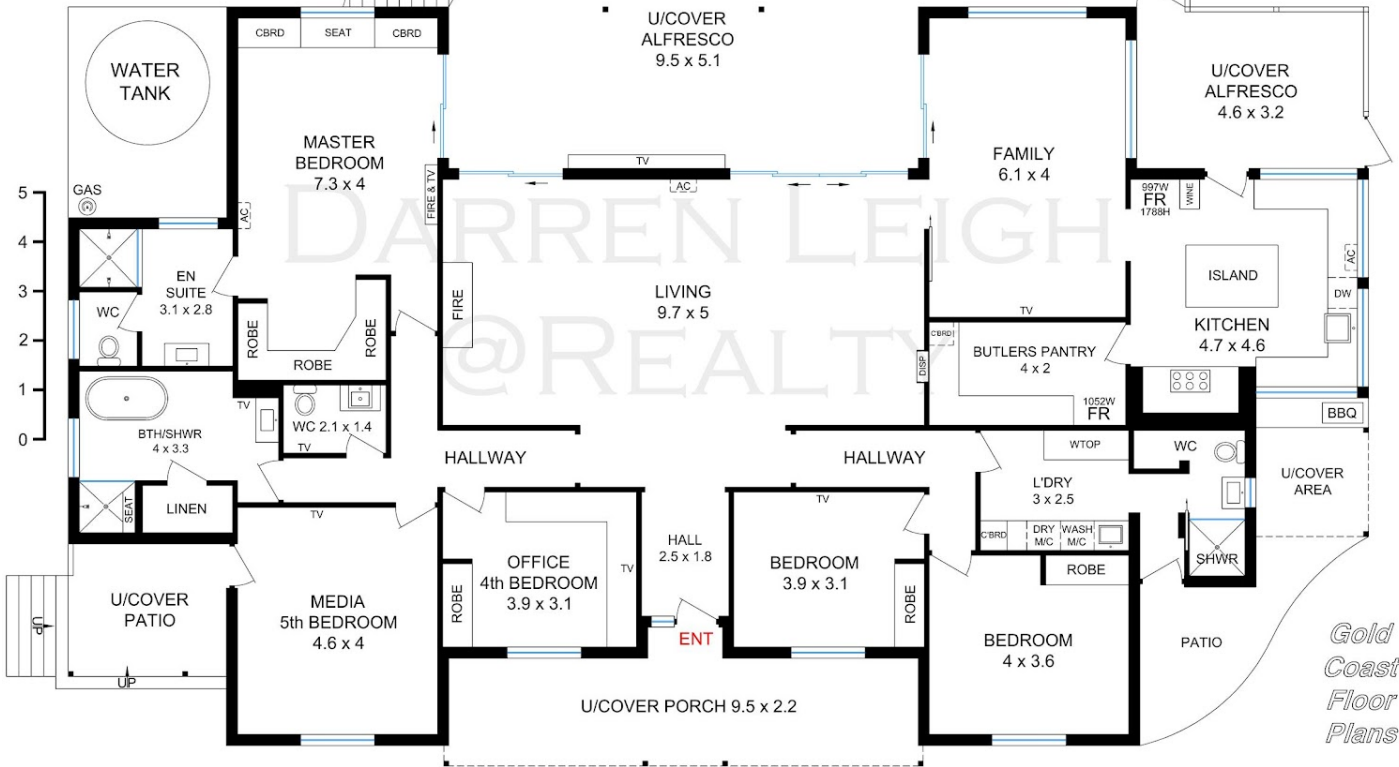 CBRD
SEAT
CBRD
U/COVER
ALFRESCO
9.5 x 5.1
WATER
TANK
U/COVER
ALFRESCO
4.6 x 3.2
MASTER
BEDROOM
7.3 x 4
FAMILY
6.1 x 4
TV
AC
GAS
AC
FIRE & TV
997W
FR
1788H
WINE
5
4
3
2
1
0
DARREN LEIGH
@REALTY
EN
SUITE
3.1 x 2.8
WC
FIRE
LIVING
9.7 x 5
TV
ISLAND
AC
DW
KITCHEN
4.7 x 4.6
ROBE
ROBE
ROBE
C'BRD
DISP
BUTLERS PANTRY
4 x 2
1052W
FR
BBQ
TV
WC 2.1 x 1.4
TV
BTH/SHWR
4 x 3.3
SEAT
LINEN
HALLWAY
HALLWAY
WTOP
L'DRY
3 x 2.5
C'BRD
DRY
M/C
WASH
M/C
WC
SHWR
U/COVER
AREA
TV
OFFICE
4th BEDROOM
3.9 x 3.1
TV
ROBE
HALL
2.5 x 1.8
TV
BEDROOM
3.9 x 3.1
ROBE
ROBE
BEDROOM
4 x 3.6
MEDIA
5th BEDROOM
4.6 x 4
U/COVER
PATIO
UP
UP
ENT
PATIO
U/COVER PORCH 9.5 x 2.2
Gold
Coast
Floor
Plans